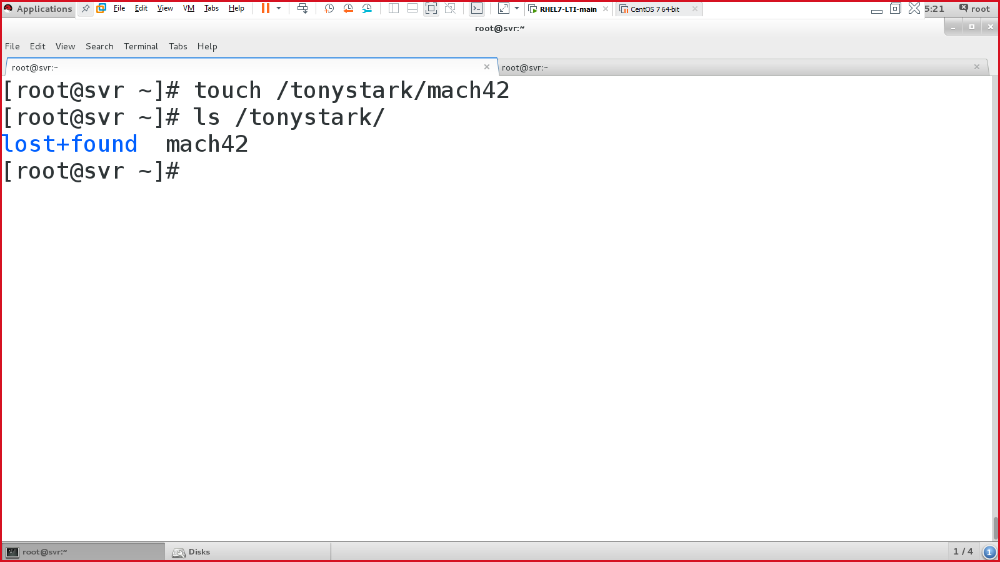 Applications File Edit View VM Tabs Help RHEL7-LTI-main CentOS 7 64-bit 5:21 root
root@svr:~
File Edit View Search Terminal Tabs Help
root@svr:~ root@svr:~
[root@svr ~]# touch /tonystark/mach42
[root@svr ~]# ls /tonystark/
lost+found mach42
[root@svr ~]#
root@svr:~ Disks 1 / 4 1